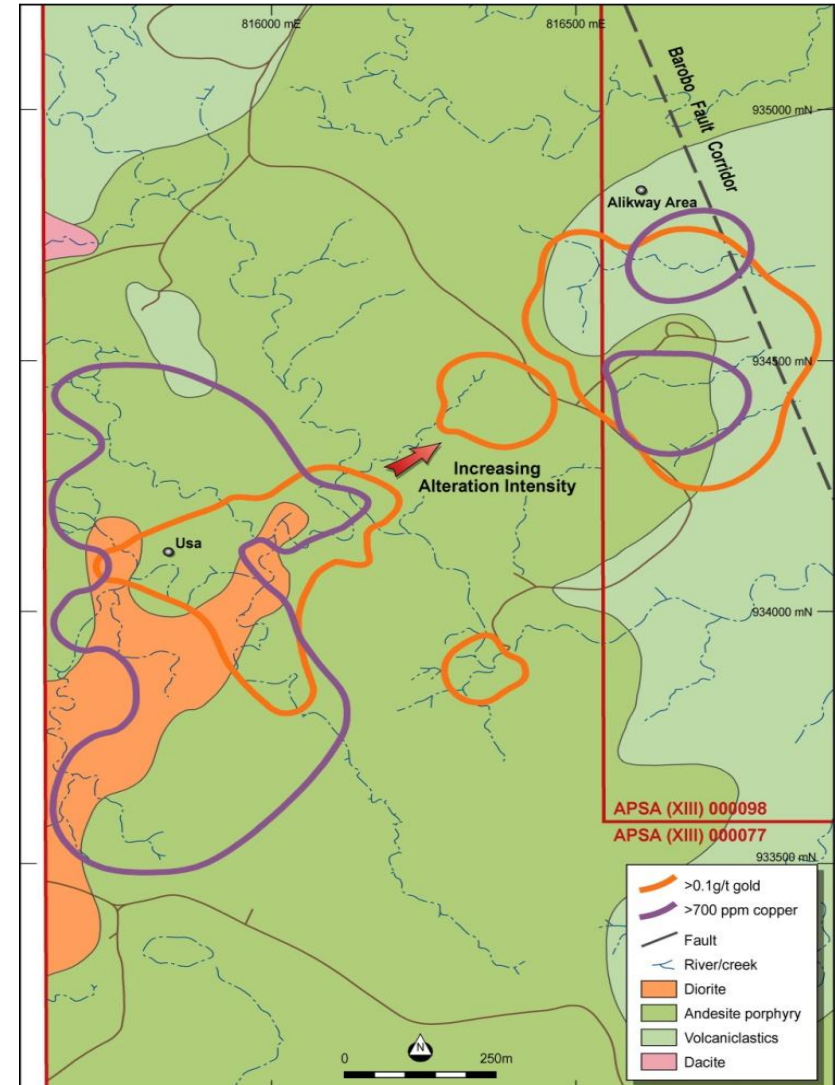 816000 mE
816500 mE
Barobo Fault Corridor
935000 mN
Alikway Area
934500 mN
Increasing
Alteration Intensity
Usa
934000 mN
APSA (XIII) 000098
APSA (XIII) 000077
933500 mN
>0.1g/t gold
>700 ppm copper
Fault
River/creek
Diorite
Andesite porphyry
Volcaniclastics
Dacite
N
0
250m